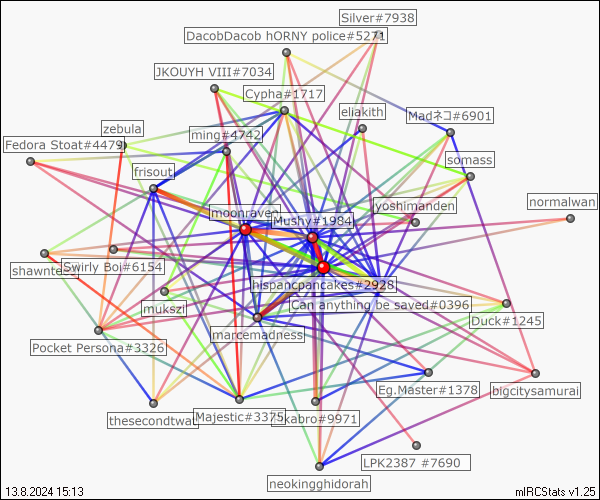 Silver#7938
DacobDacob hORNY police#5271
JKOUYH VIII#7034
Cypha#1717
eliakith
Madネコ#6901
zebula
ming#4742
Fedora Stoat#4479
somass
frisout
yoshimanden
normalwan
moonraven
Mushy#1984
shawnteal
Swirly Boi#6154
hispancpancakes#2928
mukszi
Can anything be saved#0396
Duck#1245
marcemadness
Pocket Persona#3326
Eg.Master#1378
bigcitysamurai
thesecondtwat
Majestic#3375
#9971
LPK2387 #7690
neokingghidorah
13.8.2024 15:13
mIRCStats v1.25